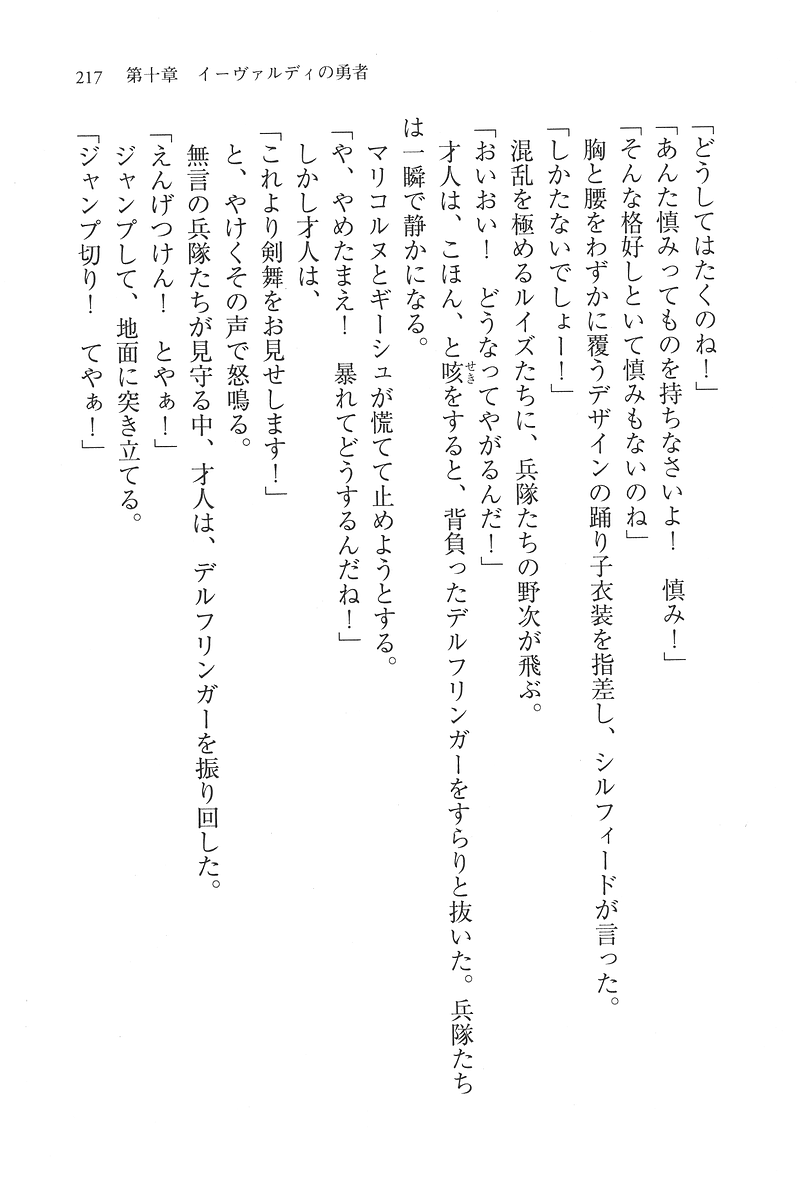 217　第十章　イーヴァルディの勇者
「どうしてはたくのね！」
「あんた慎みってものを持ちなさいよ！　慎み！」
「そんな格好しといて慎みもないのね」
　胸と腰をわずかに覆うデザインの踊り子衣装を指差し、シルフィードが言った。
「しかたないでしょー！」
　混乱を極めるルイズたちに、兵隊たちの野次が飛ぶ。
「おいおい！　どうなってやがるんだ！」
　才人は、こほん、と咳をすると、背負ったデルフリンガーをすらりと抜いた。兵隊たち
は一瞬で静かになる。
　マリコルヌとギーシュが慌てて止めようとする。
「や、やめたまえ！　暴れてどうするんだね！」
　しかし才人は、
「これより剣舞をお見せします！」
　と、やけくその声で怒鳴る。
　無言の兵隊たちが見守る中、才人は、デルフリンガーを振り回した。
「えんげつけん！　とやぁ！」
　ジャンプして、地面に突き立てる。
「ジャンプ切り！　てやぁ！」
せき